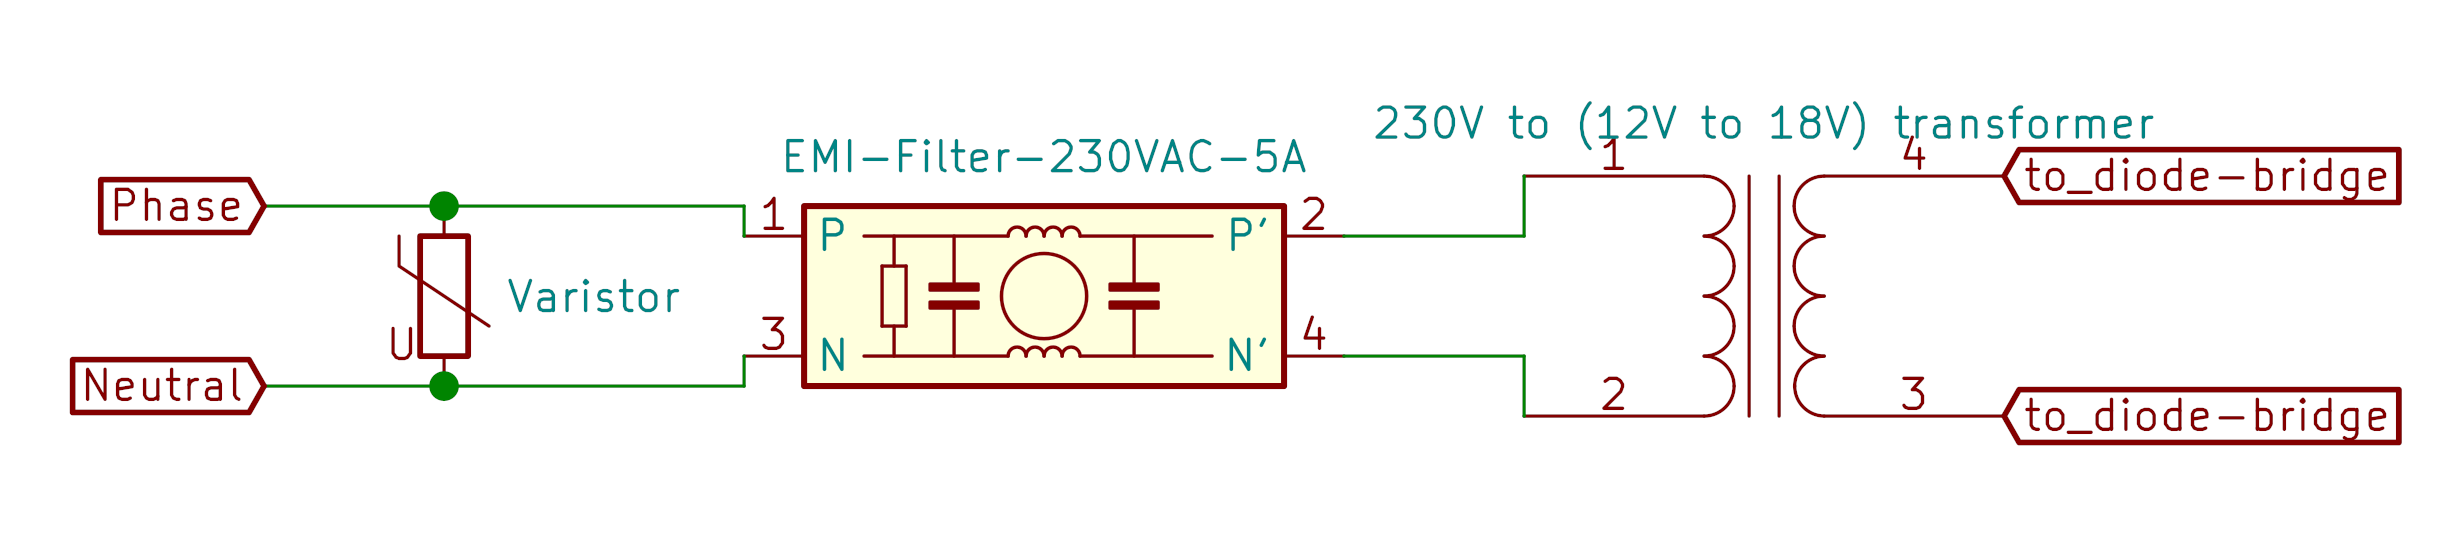 230V to (12V to 18V) transformer
EMI-Filter-230VAC-5A
1
4
to_diode-bridge
Phase
1
P
P'
2
Varistor
U
3
N
N'
4
Neutral
2
3
to_diode-bridge